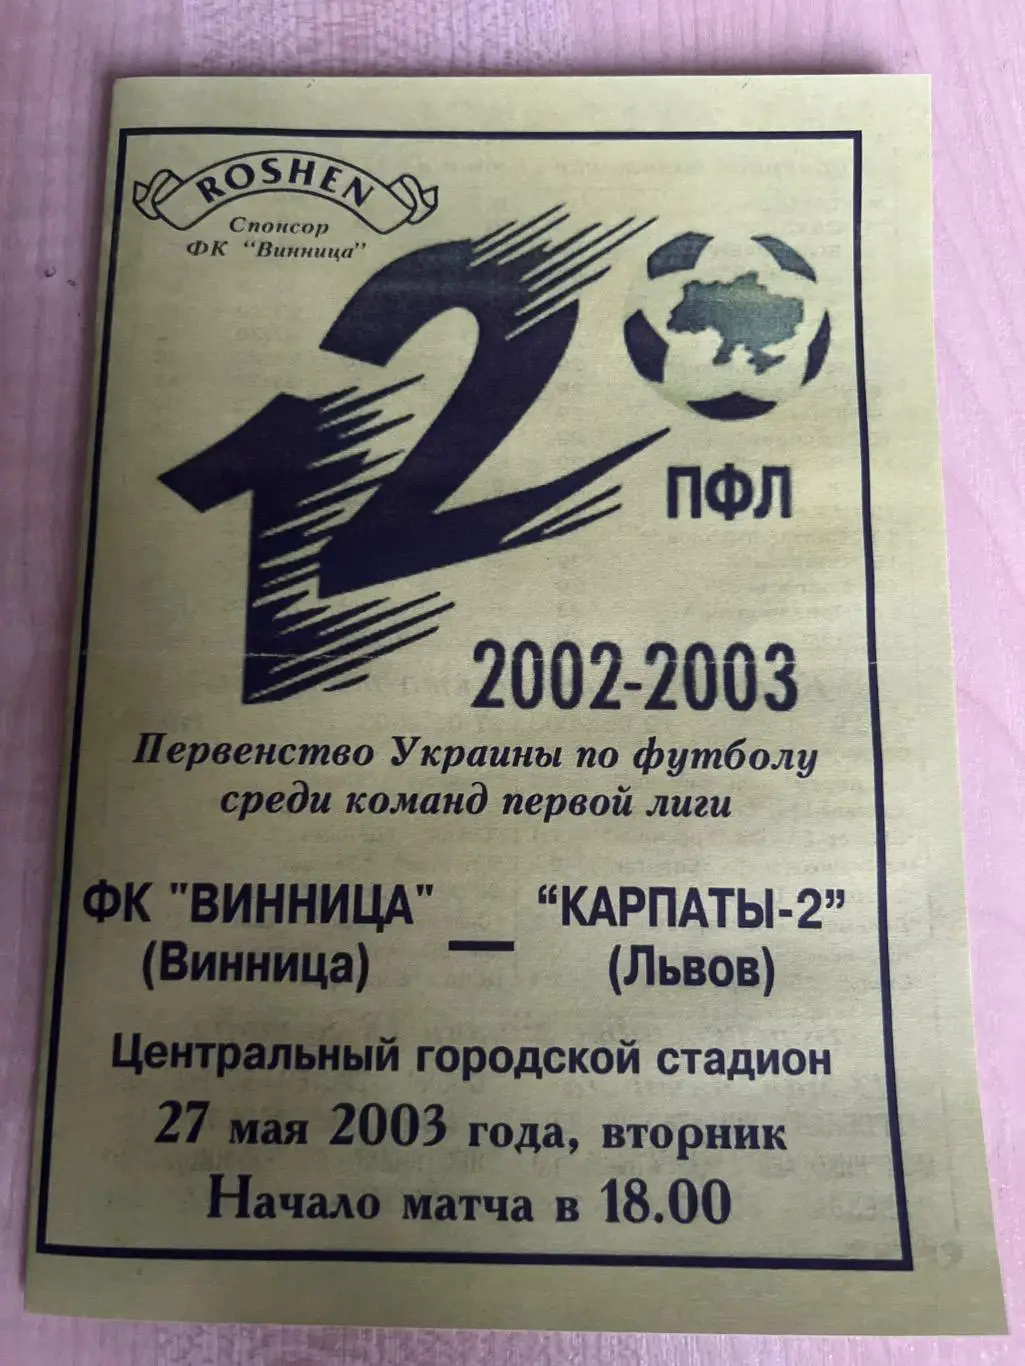 ROSHEN
Спонсор
ФК "Винница"
12
ПФЛ
2002-2003
Первенство Украины по футболу
среди команд первой лиги
ФК "ВИННИЦА" — "КАРПАТЫ-2"
(Винница) (Львов)
Центральный городской стадион
27 мая 2003 года, вторник
Начало матча в 18.00